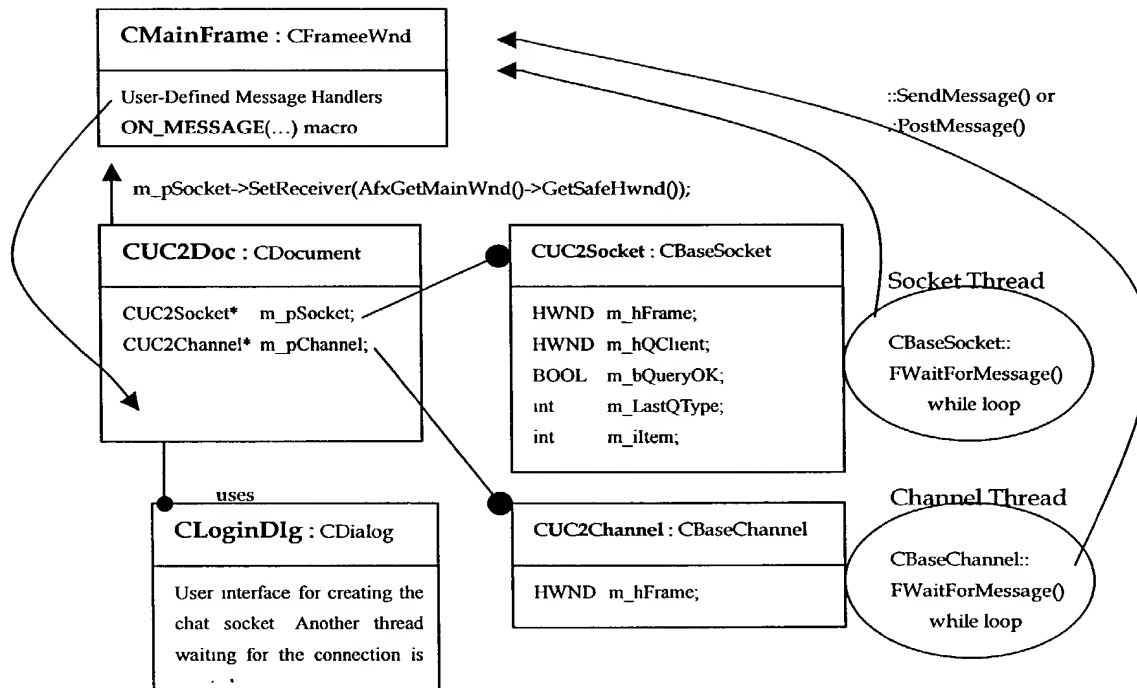 CMainFrame : CFrameeWnd
User-Defined Message Handlers
ON_MESSAGE(...) macro
::SendMessage() or
::PostMessage()
m_pSocket->SetReceiver(AfxGetMainWnd()->GetSafeHwnd());
CUC2Doc : CDocument
CUC2Socket* m_pSocket;
CUC2Channel* m_pChannel;
CUC2Socket : CBaseSocket
HWND m_hFrame;
HWND m_hQClient;
BOOL m_bQueryOK;
int m_LastQType;
int m_iItem;
Socket Thread
CBaseSocket::
FWaitForMessage()
while loop
uses
CLoginDlg : CDialog
User interface for creating the
chat socket Another thread
waiting for the connection is
CUC2Channel : CBaseChannel
HWND m_hFrame;
Channel Thread
CBaseChannel::
FWaitForMessage()
while loop